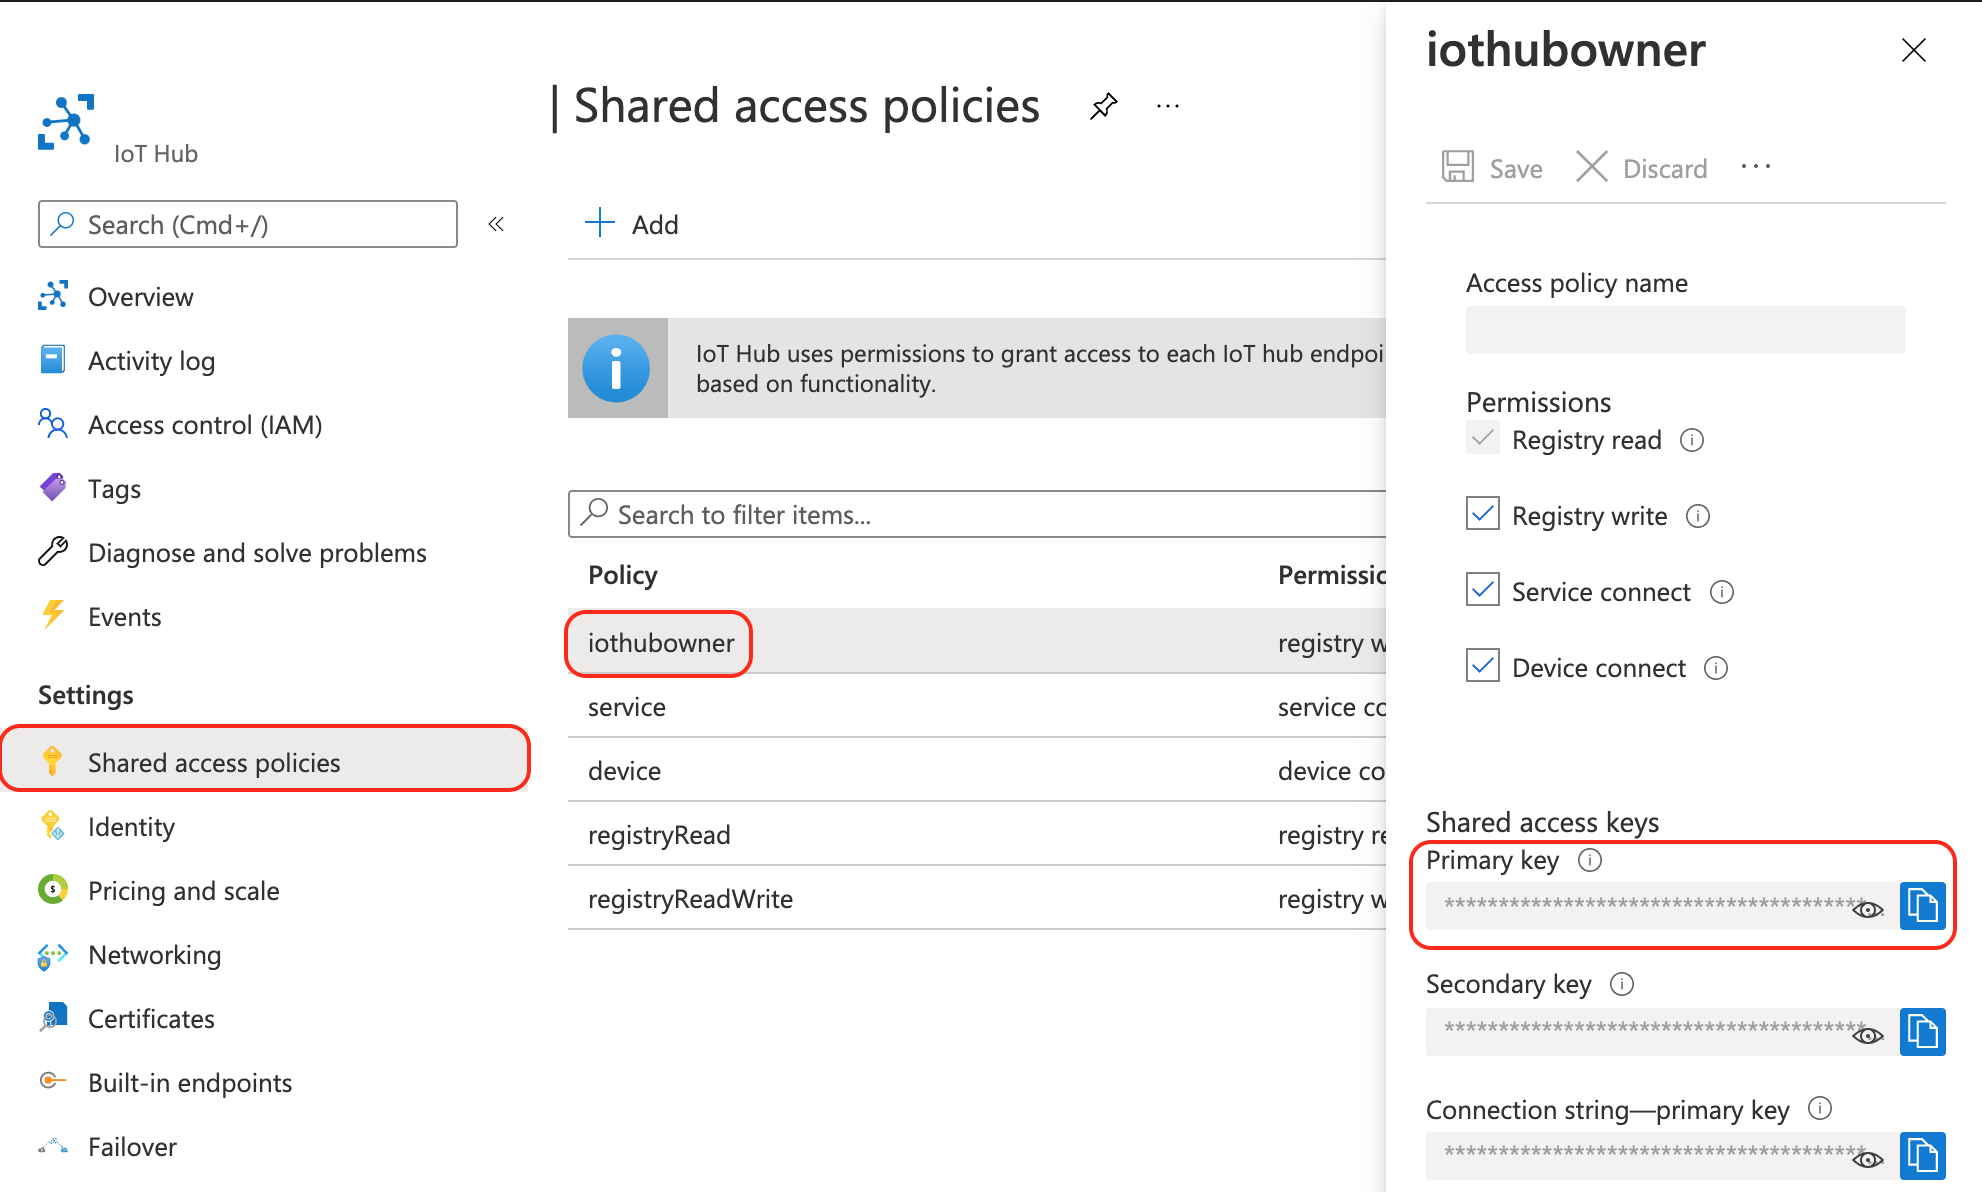 IoT Hub
Search (Cmd+/)
«
Overview
Activity log
Access control (IAM)
Tags
Diagnose and solve problems
Events
Settings
Shared access policies
Identity
Pricing and scale
Networking
Certificates
Built-in endpoints
Failover
| Shared access policies
...
Add
IoT Hub uses permissions to grant access to each IoT hub endpoi
based on functionality.
Search to filter items...
Policy Permissio
iothubowner registry w
service service co
device device co
registryRead registry re
registryReadWrite registry w
iothubowner
Save Discard ...
Access policy name
Permissions
Registry read
Registry write
Service connect
Device connect
Shared access keys
Primary key
***************************************
Secondary key
***************************************
Connection string—primary key
***************************************